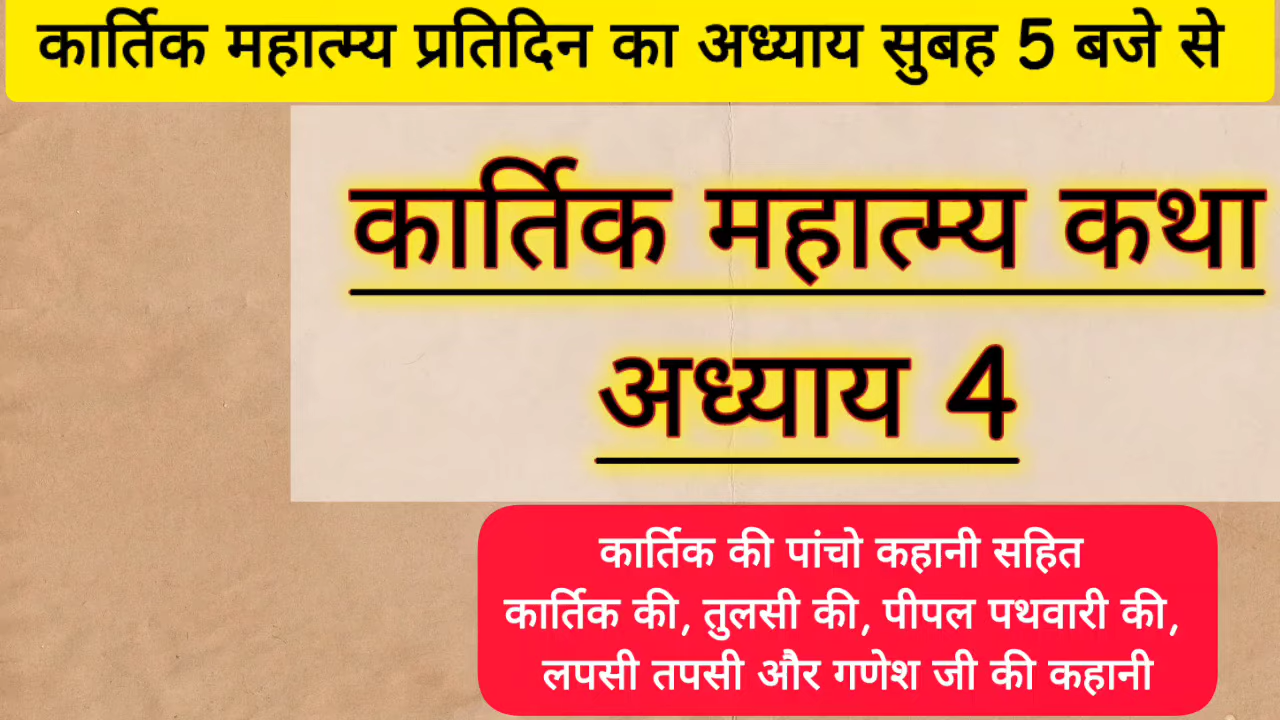 कार्तिक महात्म्य प्रतिदिन का अध्याय सुबह 5 बजे से
कार्तिक महात्म्य कथा
अध्याय 4
कार्तिक की पांचो कहानी सहित
कार्तिक की, तुलसी की, पीपल पथवारी की,
लपसी तपसी और गणेश जी की कहानी